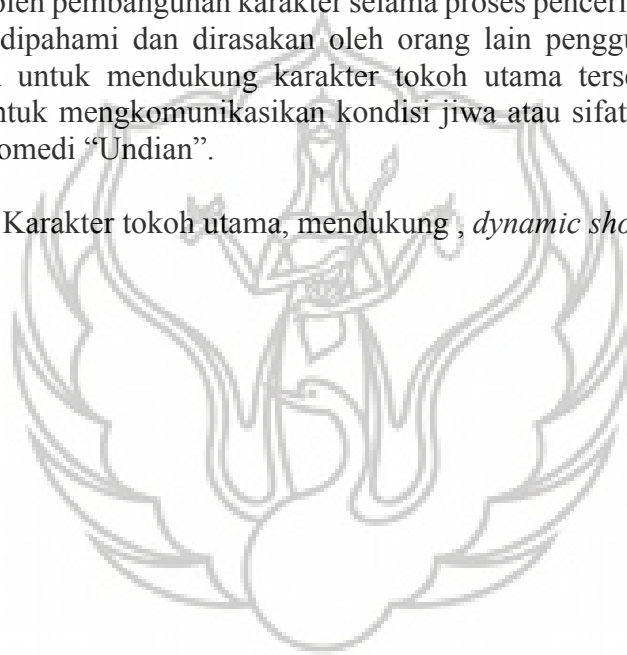 oleh pembangunan karakter selama proses pencerit
dipahami dan dirasakan oleh orang lain penggu
untuk mendukung karakter tokoh utama terse
ntuk mengkomunikasikan kondisi jiwa atau sifat
omedi “Undian”.
Karakter tokoh utama, mendukung , dynamic sho